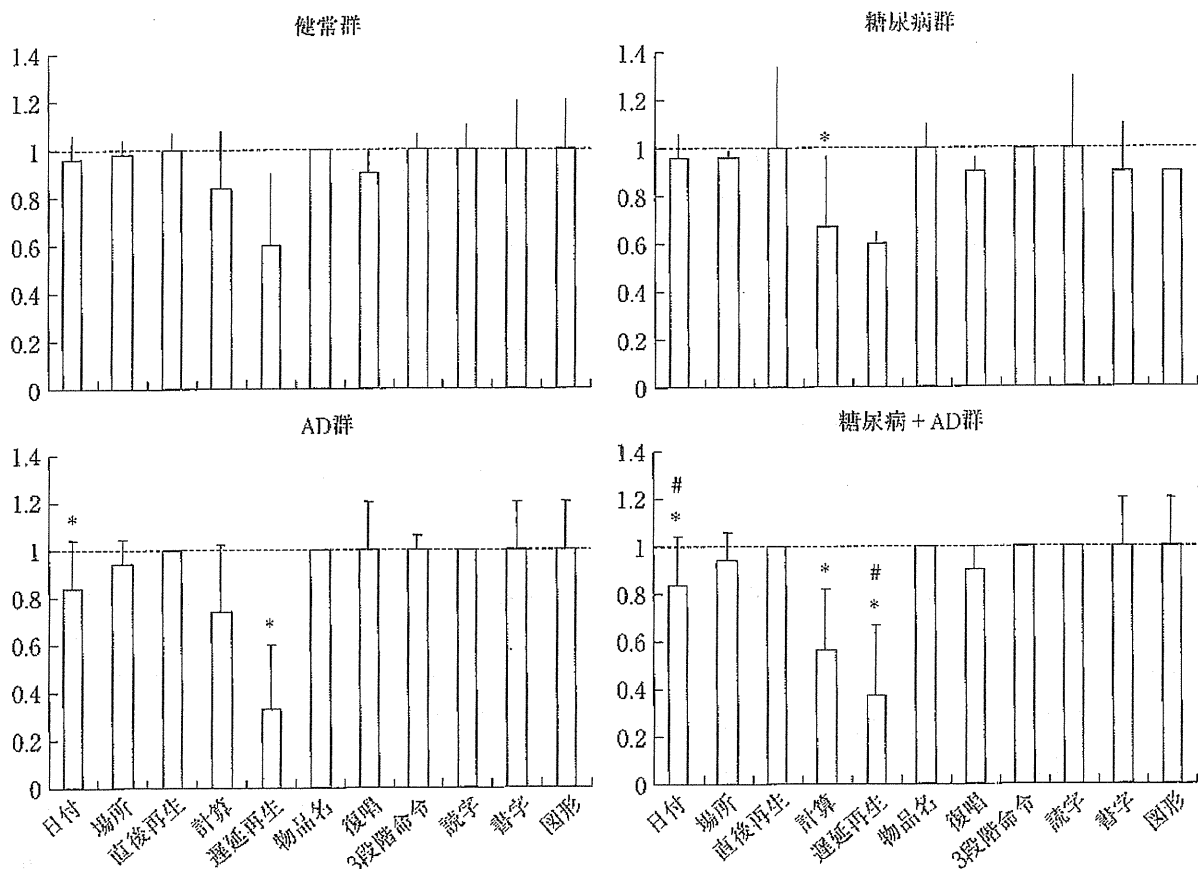 健常群
1.4
1.2
1
0.8
0.6
0.4
0.2
0
糖尿病群
1.4
1.2
1
0.8
0.6
0.4
0.2
0
*
AD群
1.4
1.2
1
0.8
0.6
0.4
0.2
0
*
*
日付
場所
直後再生
計算
遅延再生
物品名
復唱
3段階命令
読字
書字
図形
糖尿病+AD群
1.4
1.2
1
0.8
0.6
0.4
0.2
0
#
*
*
#
*
日付
場所
直後再生
計算
遅延再生
物品名
復唱
3段階命令
読字
書字
図形